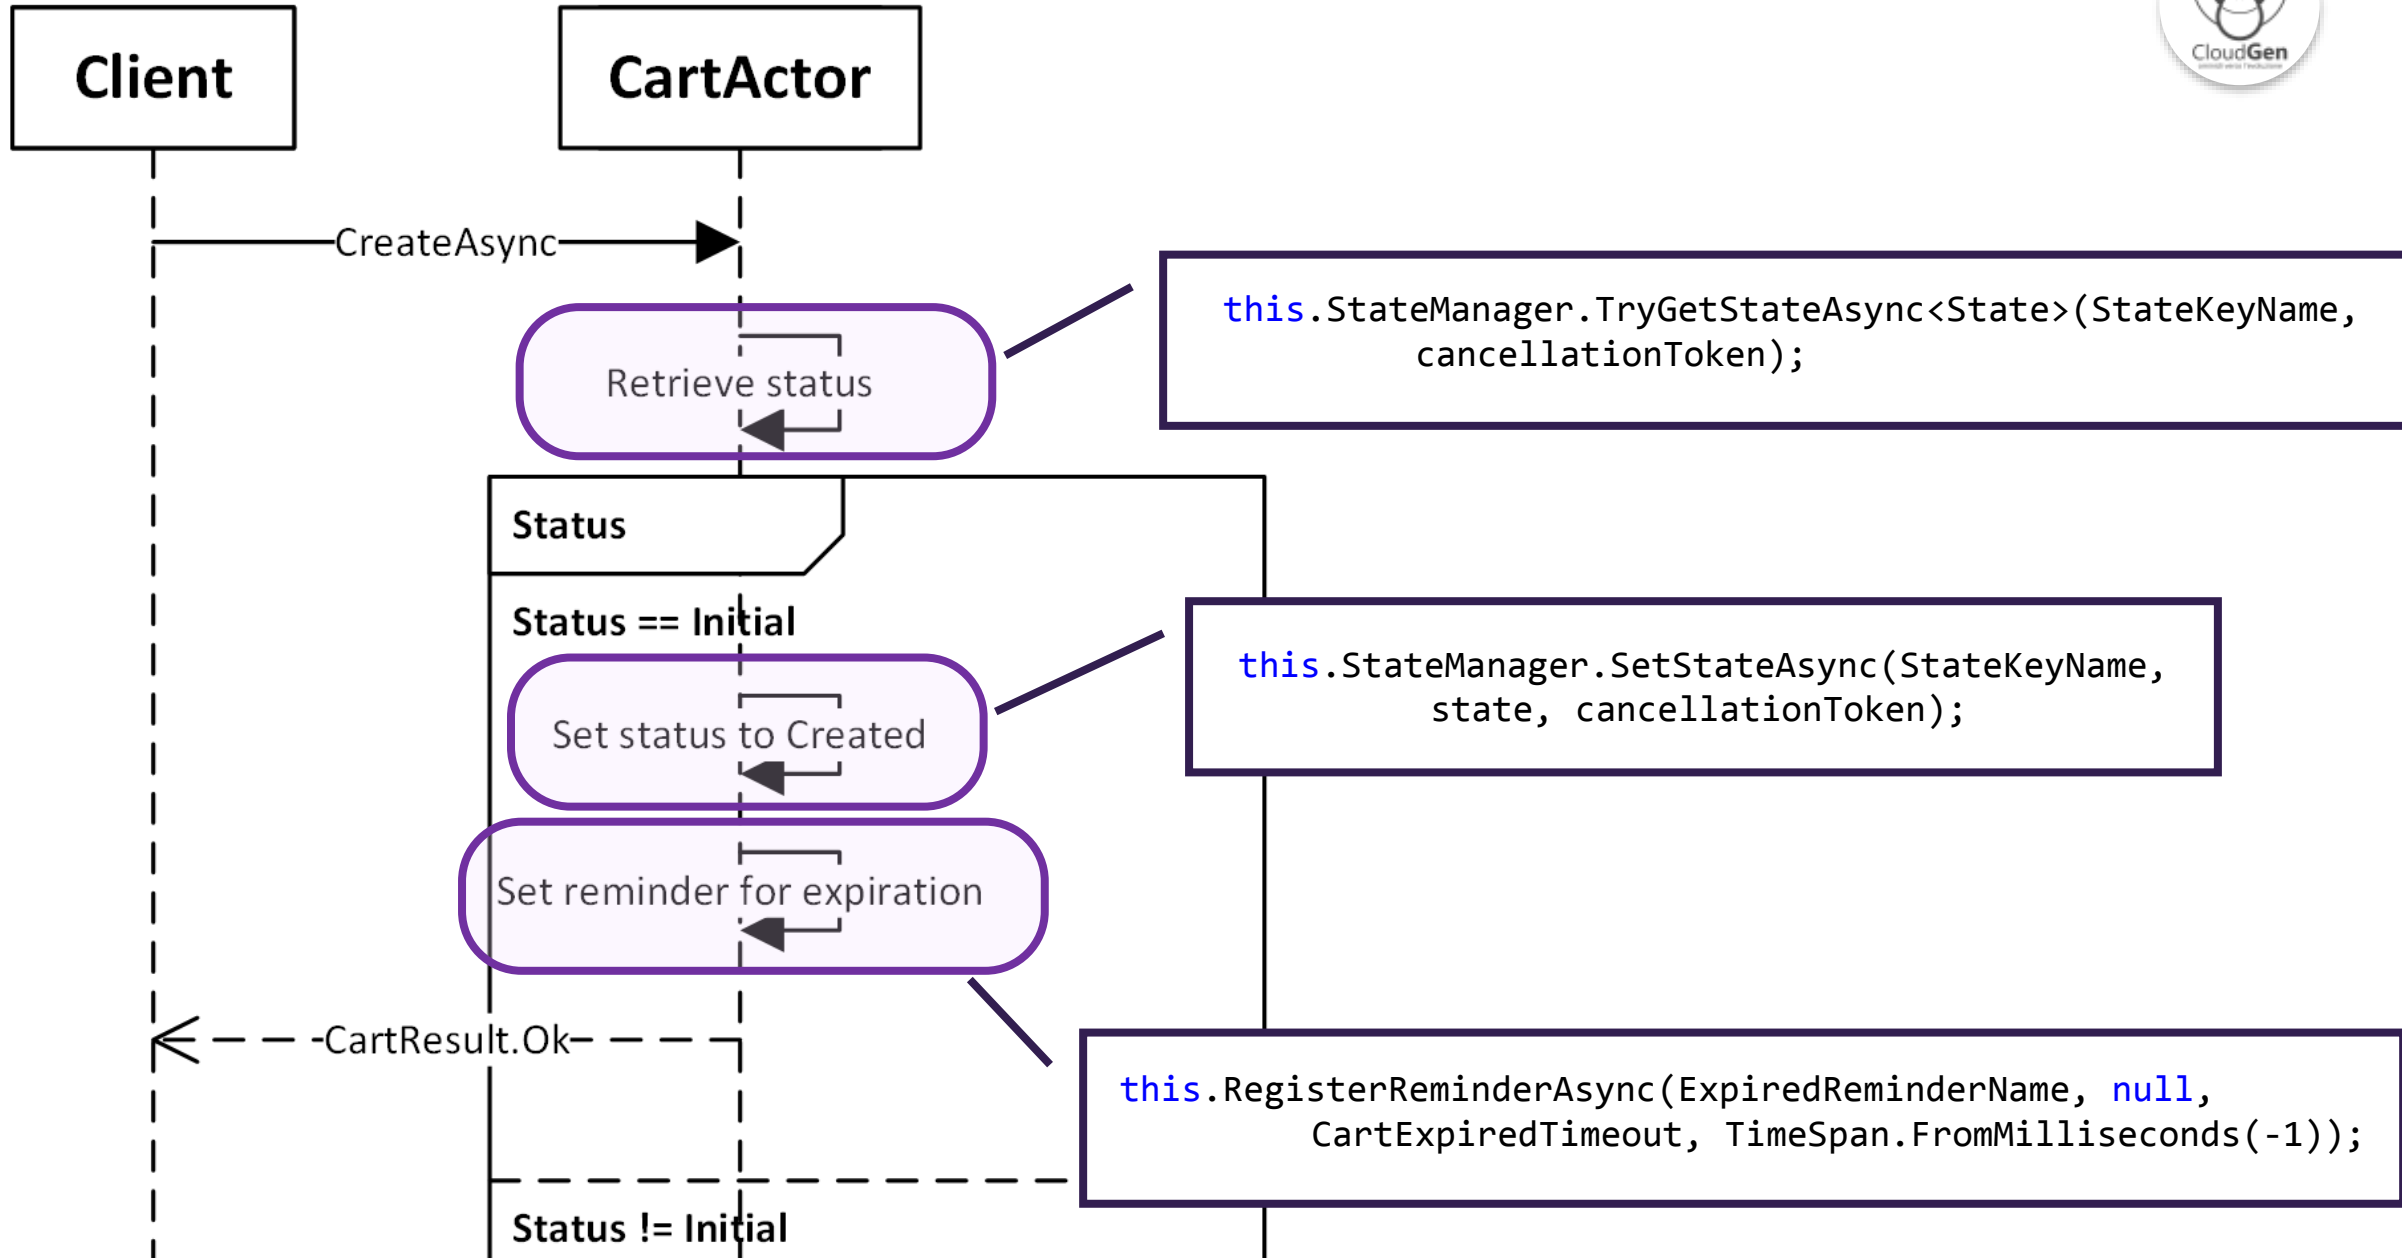 Client
CartActor
CloudGen
CreateAsync
this.StateManager.TryGetStateAsync<State>(StateKeyName,
cancellationToken);
Retrieve status
Status
Status == Initial
this.StateManager.SetStateAsync(StateKeyName,
state, cancellationToken);
Set status to Created
Set reminder for expiration
CartResult.Ok
this.RegisterReminderAsync(ExpiredReminderName, null,
CartExpiredTimeout, TimeSpan.FromMilliseconds(-1));
Status != Initial